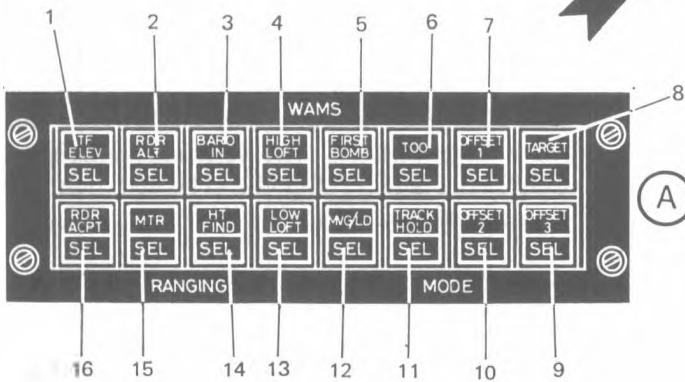 1 2 3 4 5 6 7 8
WAMS
TF ELEV RDR ALT BARO IN HIGH LOFT FIRST BOMB TOO OFFSET 1 TARGET
SEL SEL SEL SEL SEL SEL SEL SEL
A
RDR ACPT MTR HT FIND LOW LOFT MVG/LD TRACK HOLD OFFSET 2 OFFSET 3
SEL SEL SEL SEL SEL SEL SEL SEL
RANGING MODE
16 15 14 13 12 11 10 9